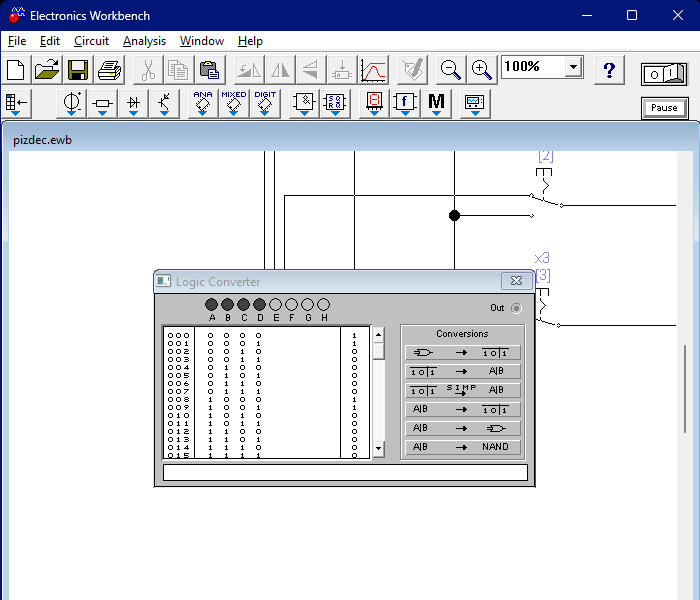 Electronics Workbench
File Edit Circuit Analysis Window Help
100% ? O I
ANA MIXED DIGIT & f M Pause
pizdec.ewb
[2]
x3
[3]
Logic Converter
A B C D E F G H Out
000 0 0 0 0 1
001 0 0 0 1 1
002 0 0 1 0 0
003 0 0 1 1 0
004 0 1 0 0 0
005 0 1 0 1 0
006 0 1 1 0 0
007 0 1 1 1 0
008 1 0 0 0 1
009 1 0 0 1 1
010 1 0 1 0 0
011 1 0 1 1 0
012 1 1 0 0 0
013 1 1 0 1 0
014 1 1 1 0 0
015 1 1 1 1 0
Conversions
→ 1 0 1
1 0 1 → A|B
1 0 1 SIMP → A|B
A|B → 1 0 1
A|B →
A|B → NAND